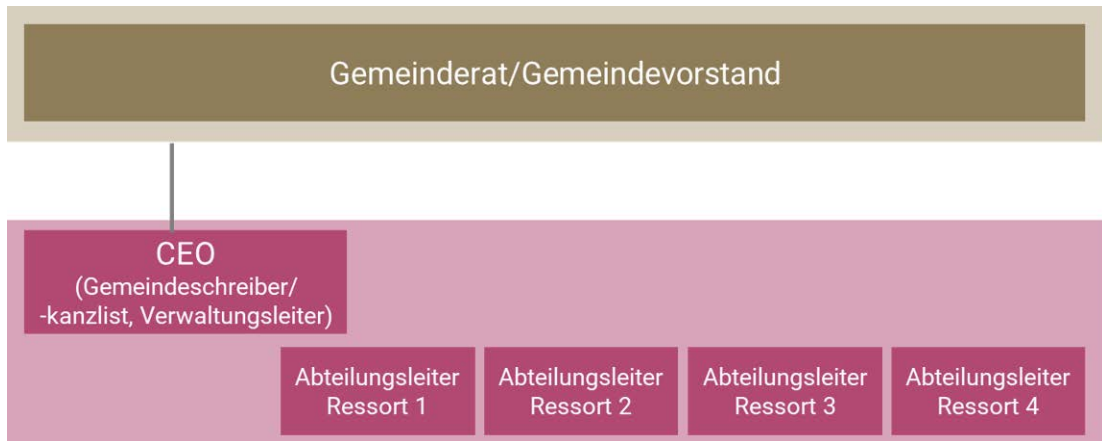 Gemeinderat/Gemeindevorstand
CEO
(Gemeindeschreiber/
-kanzlist, Verwaltungsleiter)
Abteilungsleiter
Ressort 1
Abteilungsleiter
Ressort 2
Abteilungsleiter
Ressort 3
Abteilungsleiter
Ressort 4